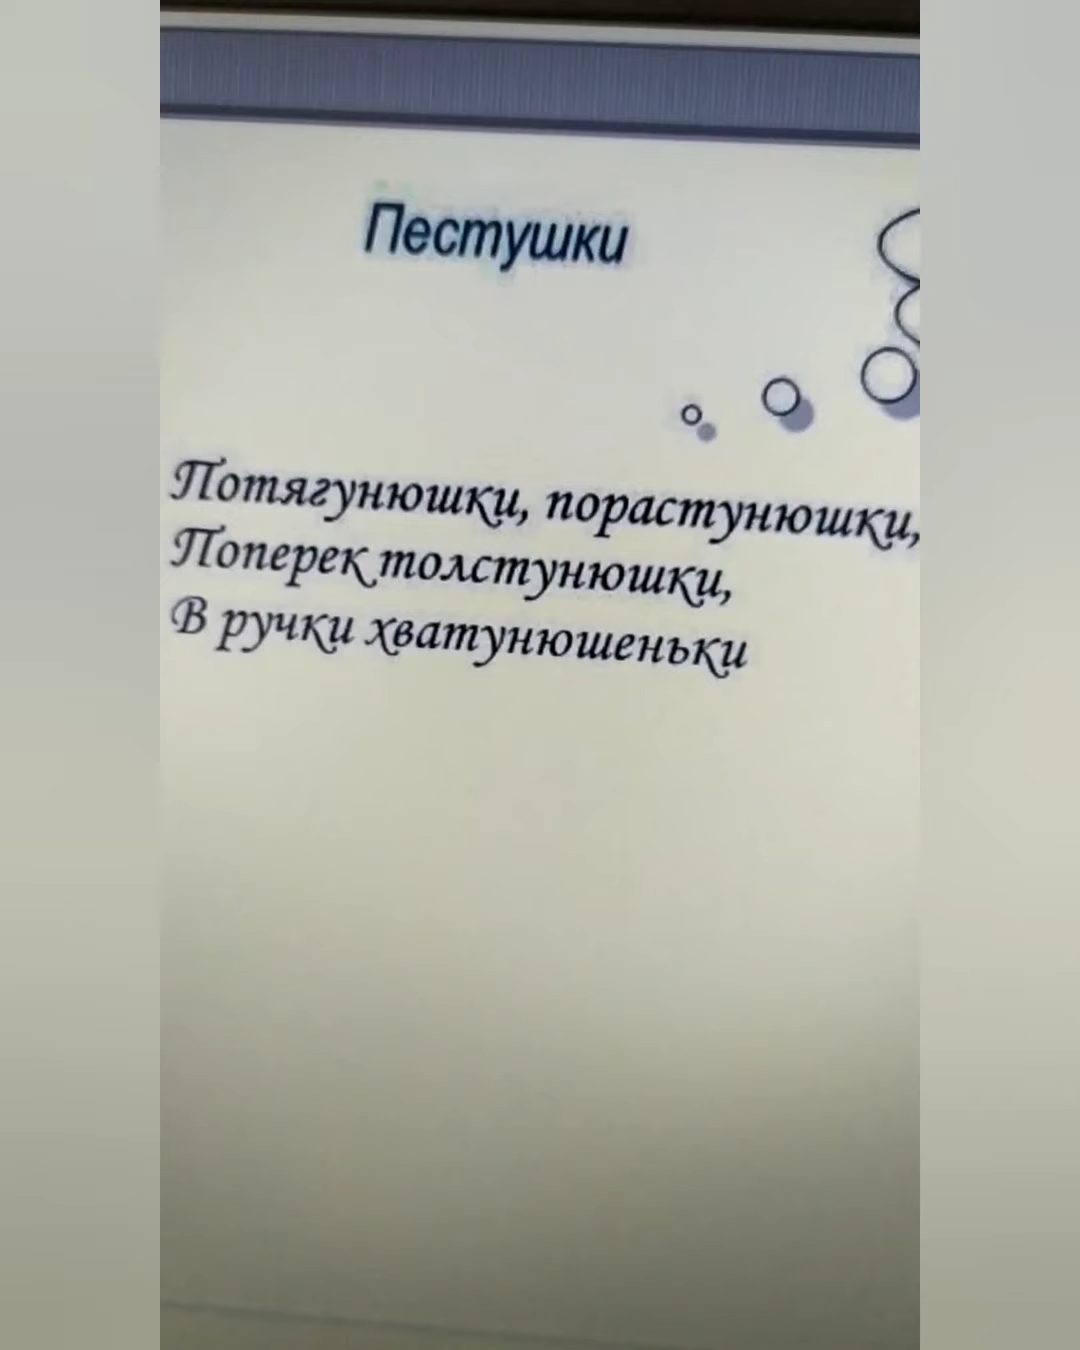 Пестушки
Потягунюшки, порастунюшки,
Поперек толстунюшки,
В ручки хватунюшеньки